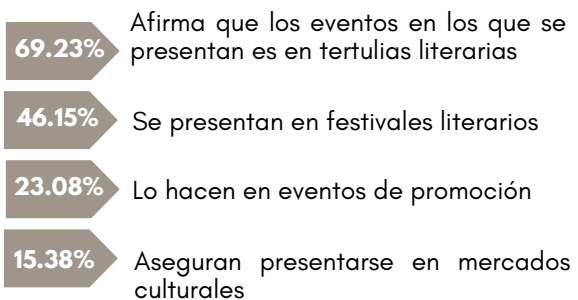 69.23%
Afirma que los eventos en los que se
presentan es en tertulias literarias
46.15%
Se presentan en festivales literarios
23.08%
Lo hacen en eventos de promoción
15.38%
Aseguran presentarse en mercados
culturales